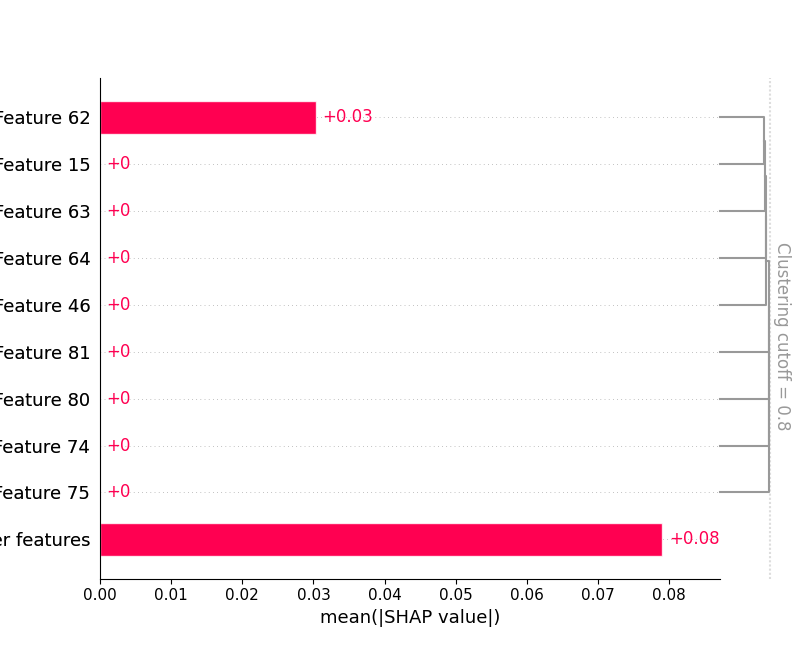 Feature 62
+0.03
Feature 15
+0
Feature 63
+0
Feature 64
+0
Feature 46
+0
Feature 81
+0
Feature 80
+0
Feature 74
+0
Feature 75
+0
features
+0.08
Clustering cutoff = 0.8
0.00 0.01 0.02 0.03 0.04 0.05 0.06 0.07 0.08
mean(|SHAP value|)